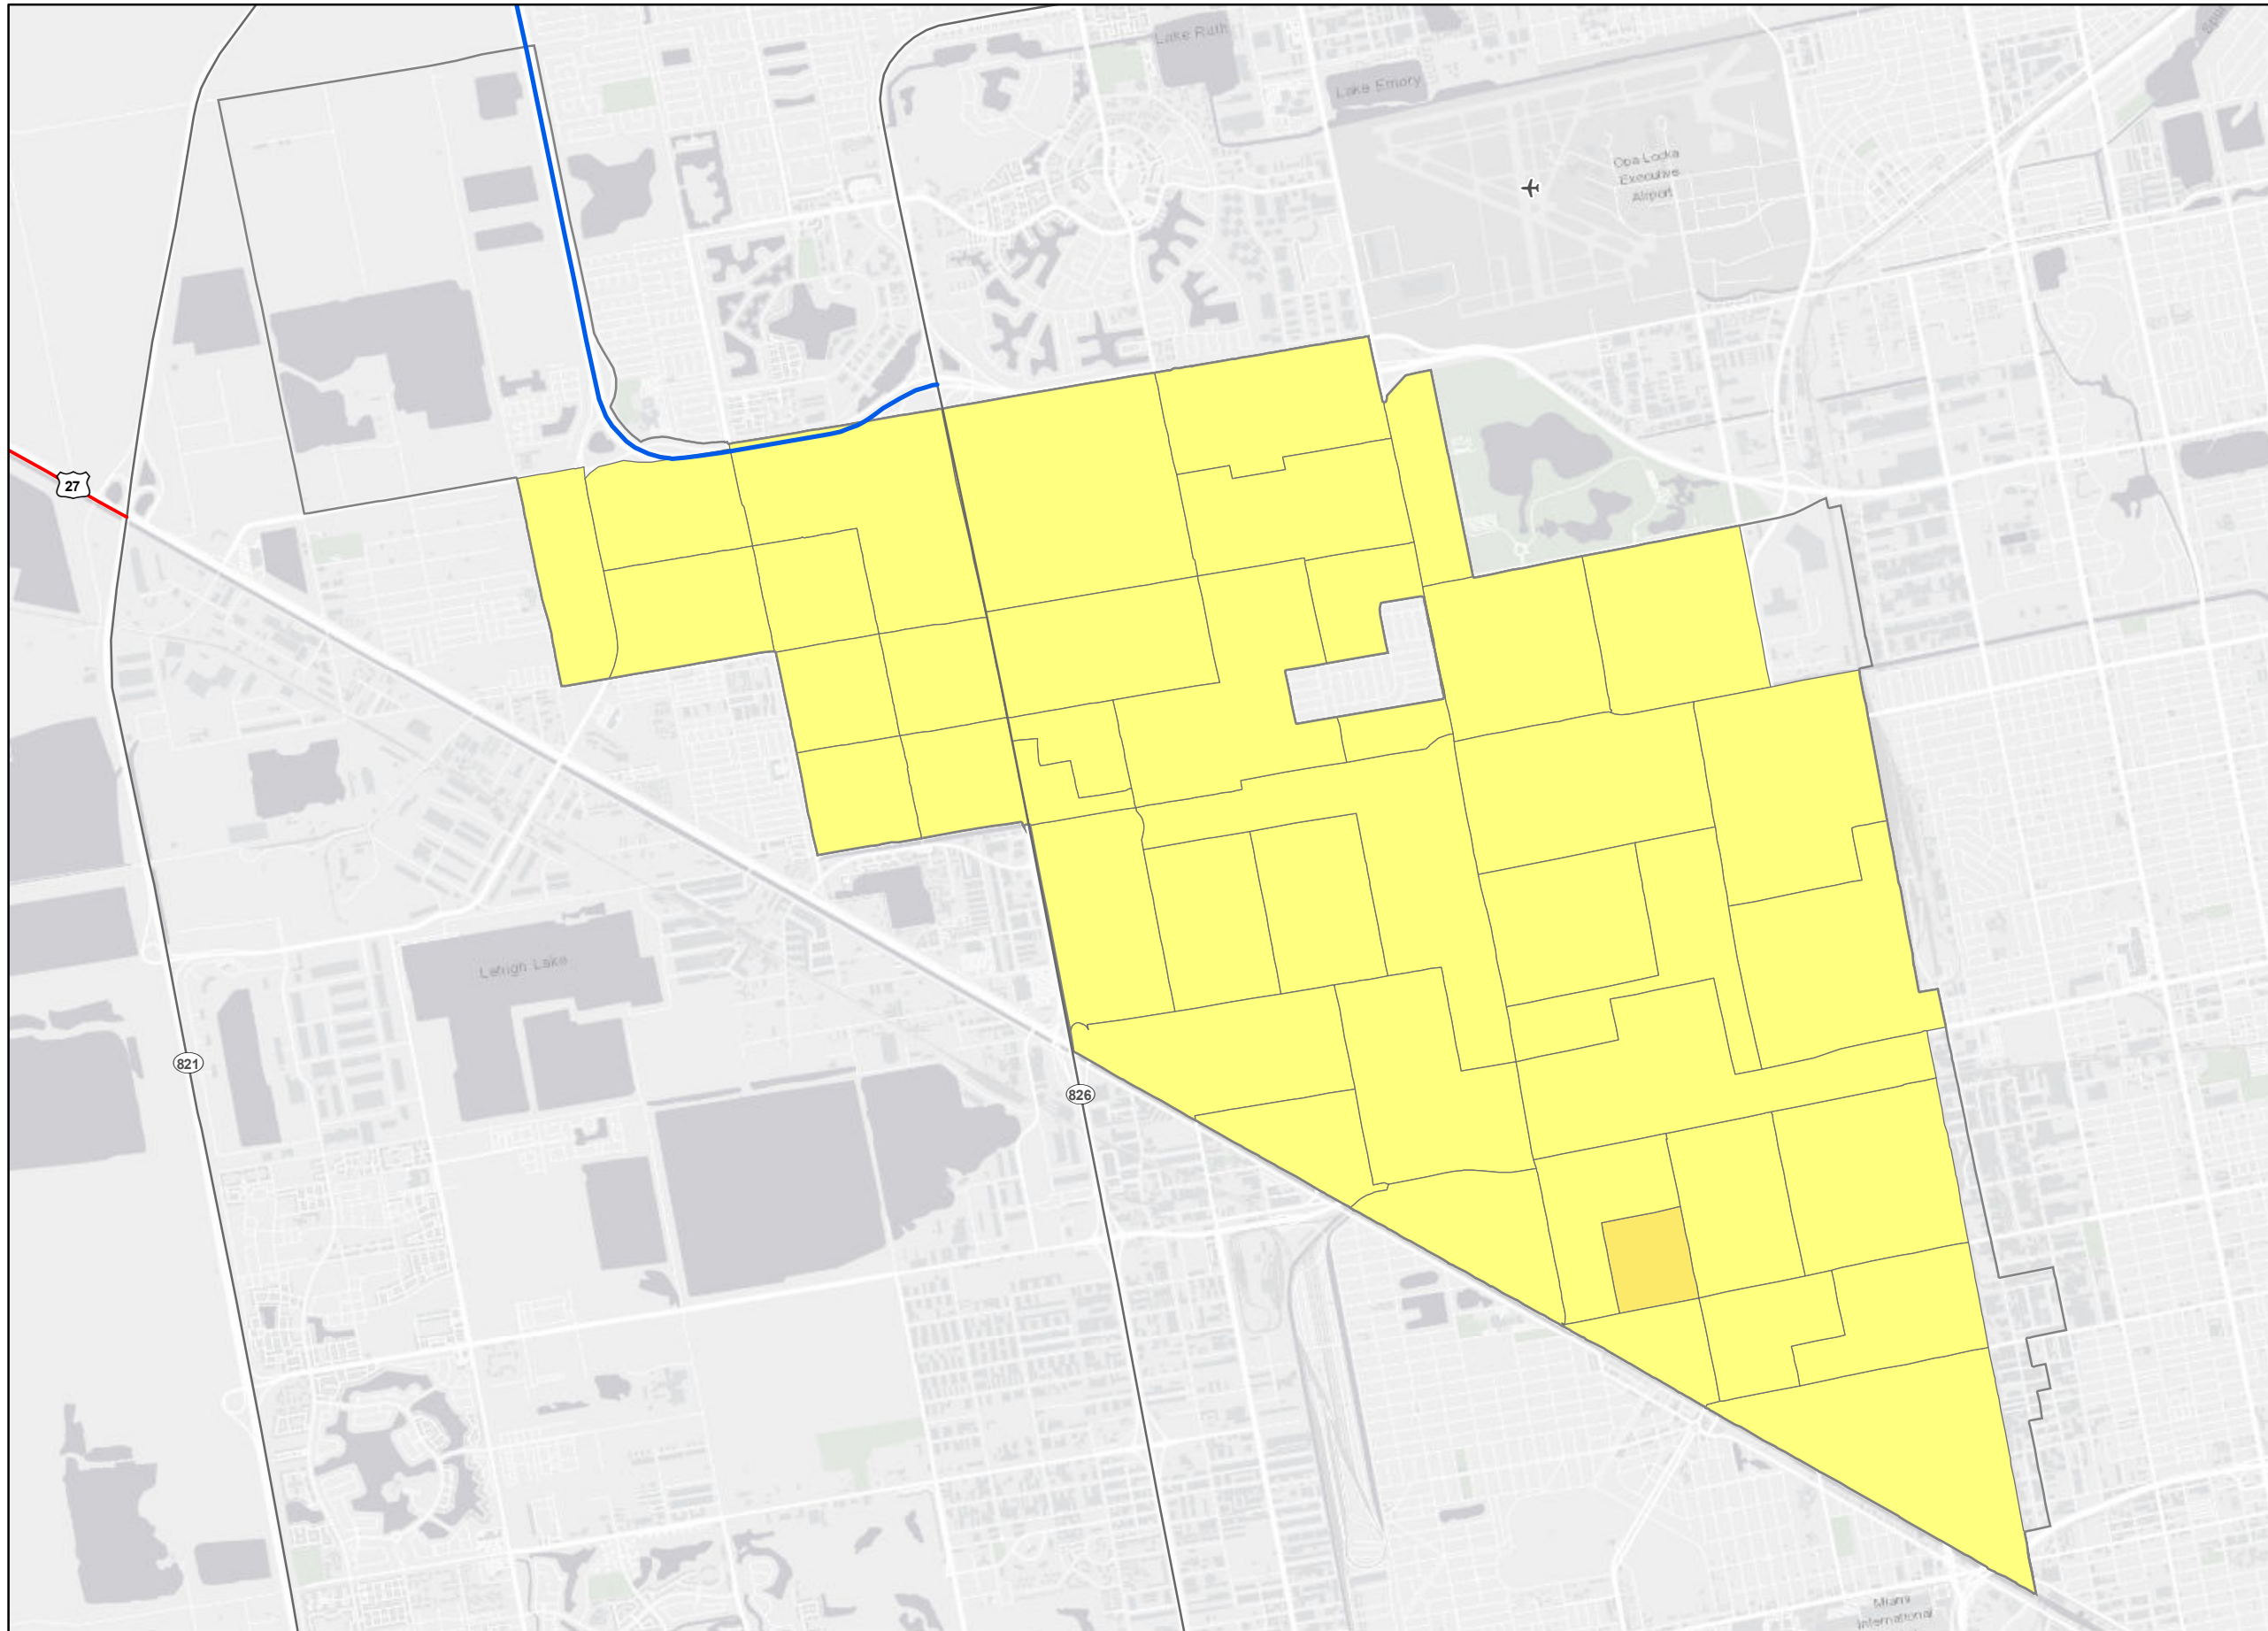 Lake Ruth
Lake Emory
Opa Locka
Executive
Airport
27
Lehigh Lake
821
826
Miami
International